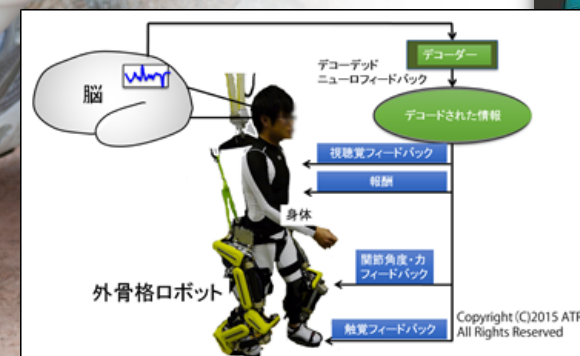 デコーダー
デコーデッド
ニューロフィードバック
脳
デコードされた情報
視聴覚フィードバック
報酬
身体
関節角度・力
フィードバック
外骨格ロボット
触覚フィードバック
Copyright (C)2015 ATR
All Rights Reserved